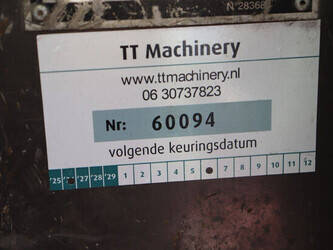 N°28368
TT Machinery
www.ttmachinery.nl
06 30737823
Nr: 60094
volgende keuringsdatum
'25 '27 '28 '29 1 2 3 4 5 7 8 9 10 11 12